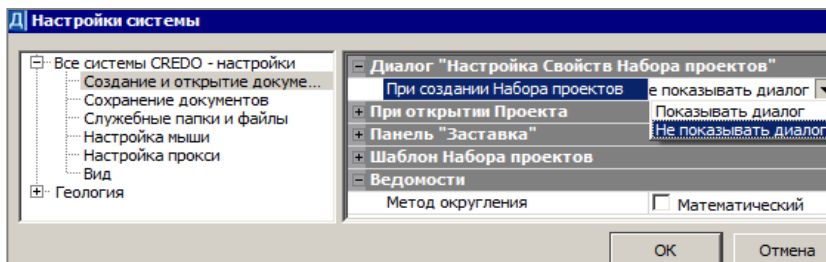 Настройки системы
Все системы CREDO - настройки
Создание и открытие докуме...
Сохранение документов
Служебные папки и файлы
Настройка мыши
Настройка прокси
Вид
Геология
Диалог "Настройка Свойств Набора проектов"
При создании Набора проектов е показывать диалог
При открытии Проекта
Показывать диалог
Не показывать диалог
Панель "Заставка"
Шаблон Набора проектов
Ведомости
Метод округления Математический
OK Отмена